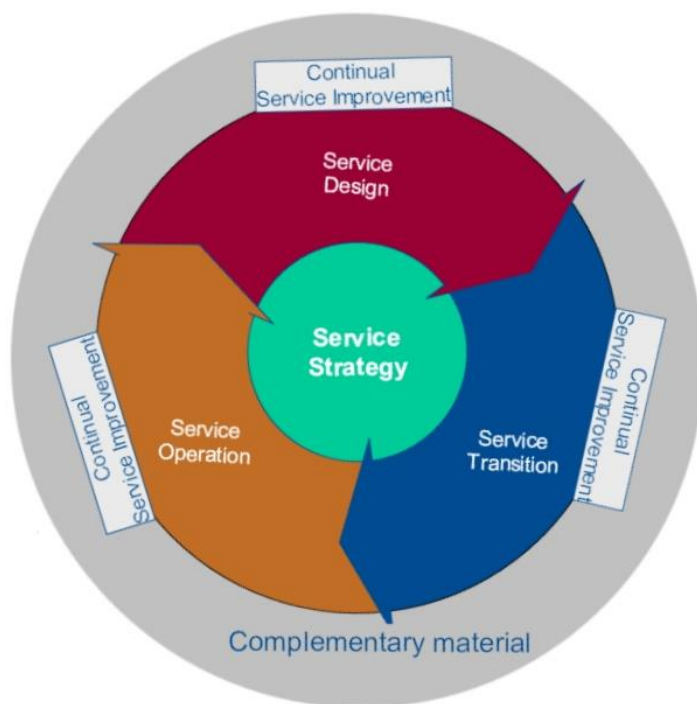 Continual
Service Improvement
Service
Design
Service
Strategy
Continual
Service Improvement
Service
Operation
Service
Transition
Continual
Service Improvement
Complementary material